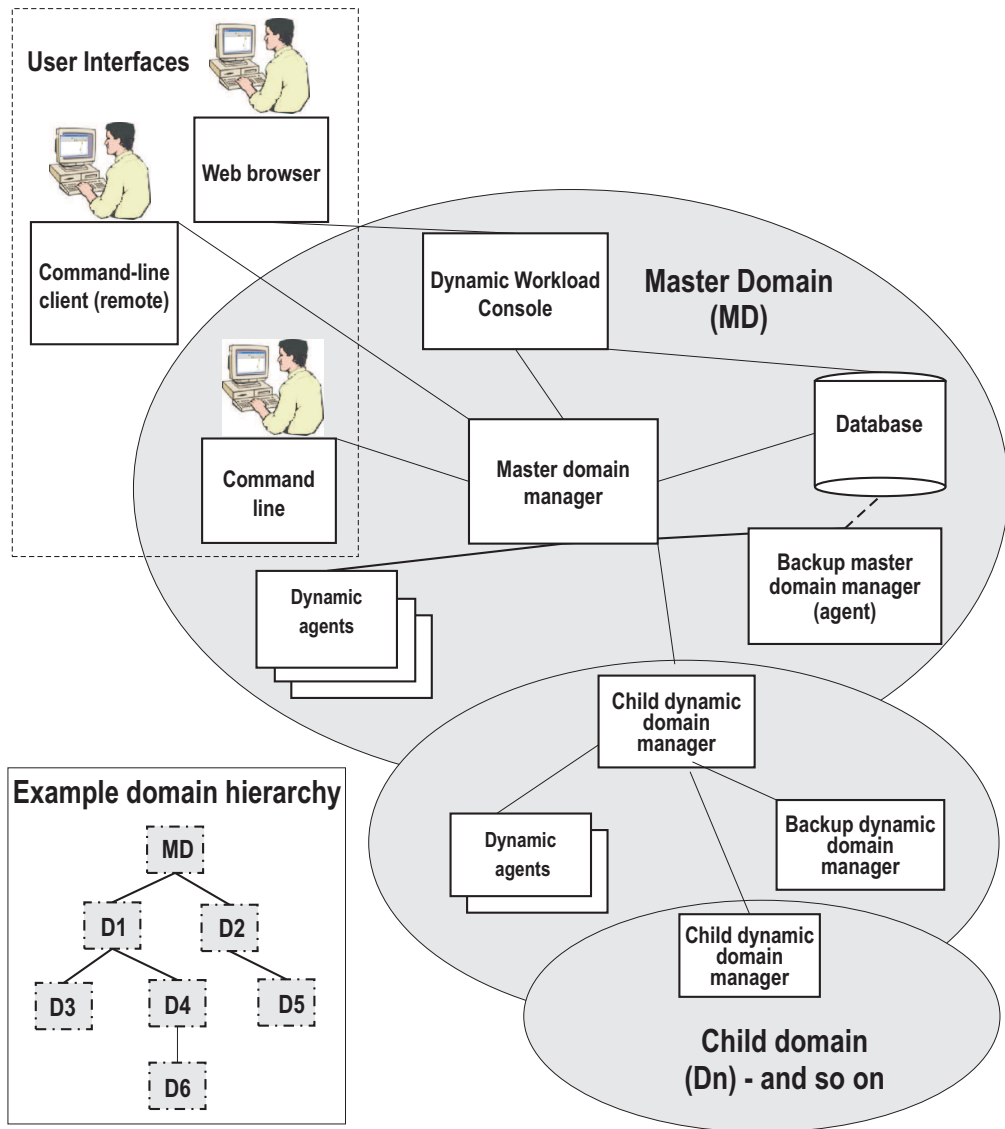 User Interfaces
Web browser
Command-line
client (remote)
Command
line
Dynamic Workload
Console
Master Domain
(MD)
Database
Master domain
manager
Backup master
domain manager
(agent)
Dynamic
agents
Child dynamic
domain
manager
Dynamic
agents
Backup dynamic
domain
manager
Child dynamic
domain
manager
Child domain
(Dn) - and so on
Example domain hierarchy
MD
D1
D2
D3
D4
D5
D6